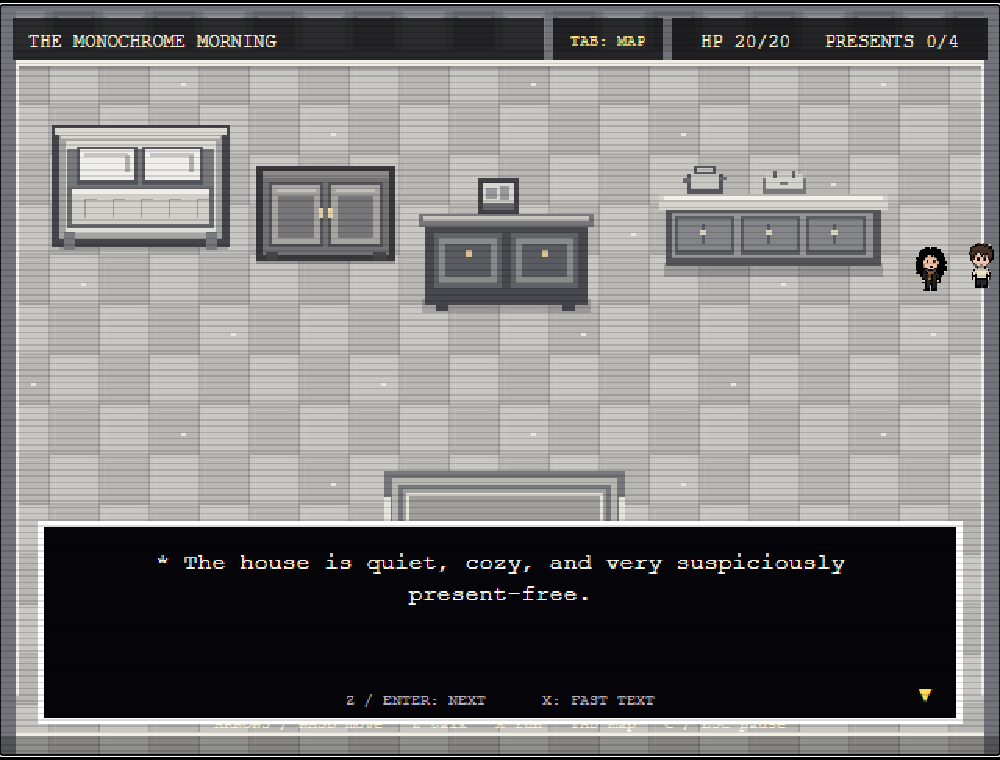 THE MONOCHROME MORNING
TAB: MAP
HP 20/20 PRESENTS 0/4
* The house is quiet, cozy, and very suspiciously
present-free.
Z / ENTER: NEXT X: FAST TEXT